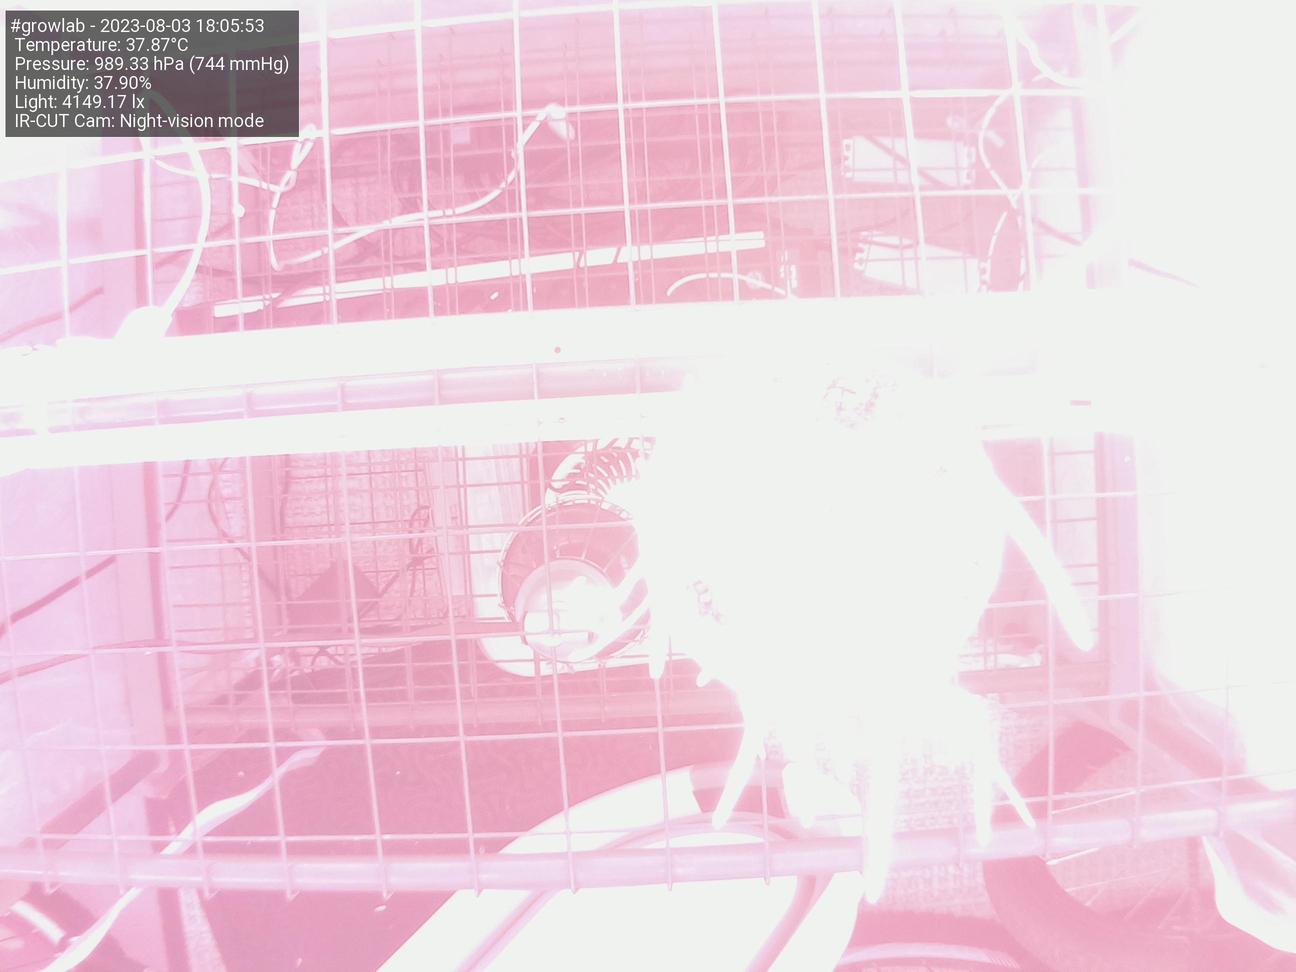 #growlab - 2023-08-03 18:05:53
Temperature: 37.87°C
Pressure: 989.33 hPa (744 mmHg)
Humidity: 37.90%
Light: 4149.17 lx
IR-CUT Cam: Night-vision mode